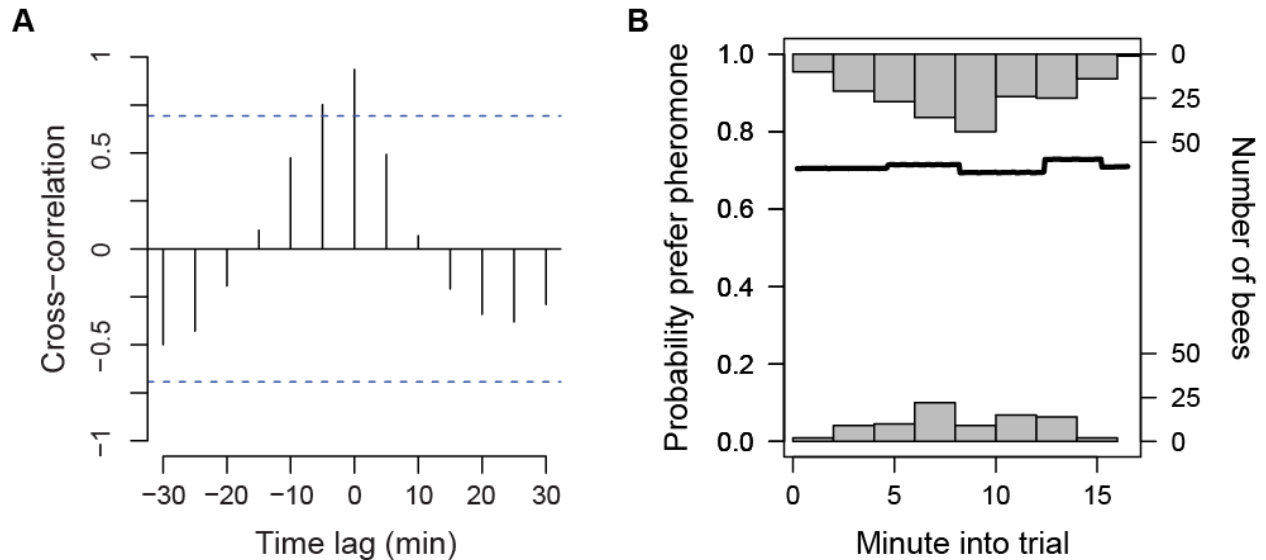 A
Cross−correlation
1
0.5
0
−0.5
−1
−30 −20 −10 0 10 20 30
Time lag (min)
B
Probability prefer pheromone
1.0
0.8
0.6
0.4
0.2
0.0
0
25
50
50
25
0
Number of bees
0 5 10 15
Minute into trial